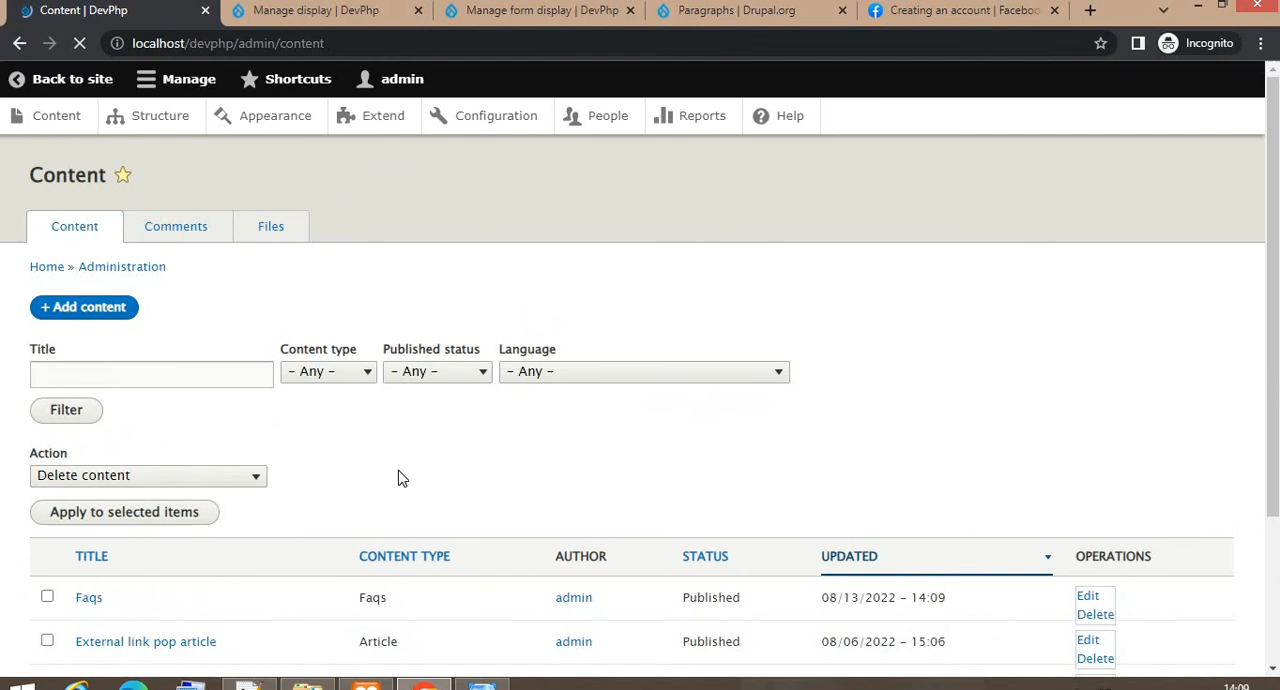 Content | DevPhp
Manage display | DevPhp
Manage form display | DevPhp
Paragraphs | Drupal.org
Creating an account | Faceboo
localhost/devphp/admin/content
Incognito
Back to site
Manage
Shortcuts
admin
Content
Structure
Appearance
Extend
Configuration
People
Reports
Help
Content
Content
Comments
Files
Home » Administration
+ Add content
Title
Content type
Published status
Language
- Any -
- Any -
- Any -
Filter
Action
Delete content
Apply to selected items
TITLE
CONTENT TYPE
AUTHOR
STATUS
UPDATED
OPERATIONS
Faqs
Faqs
admin
Published
08/13/2022 - 14:09
Edit
Delete
External link pop article
Article
admin
Published
08/06/2022 - 15:06
Edit
Delete
14:09